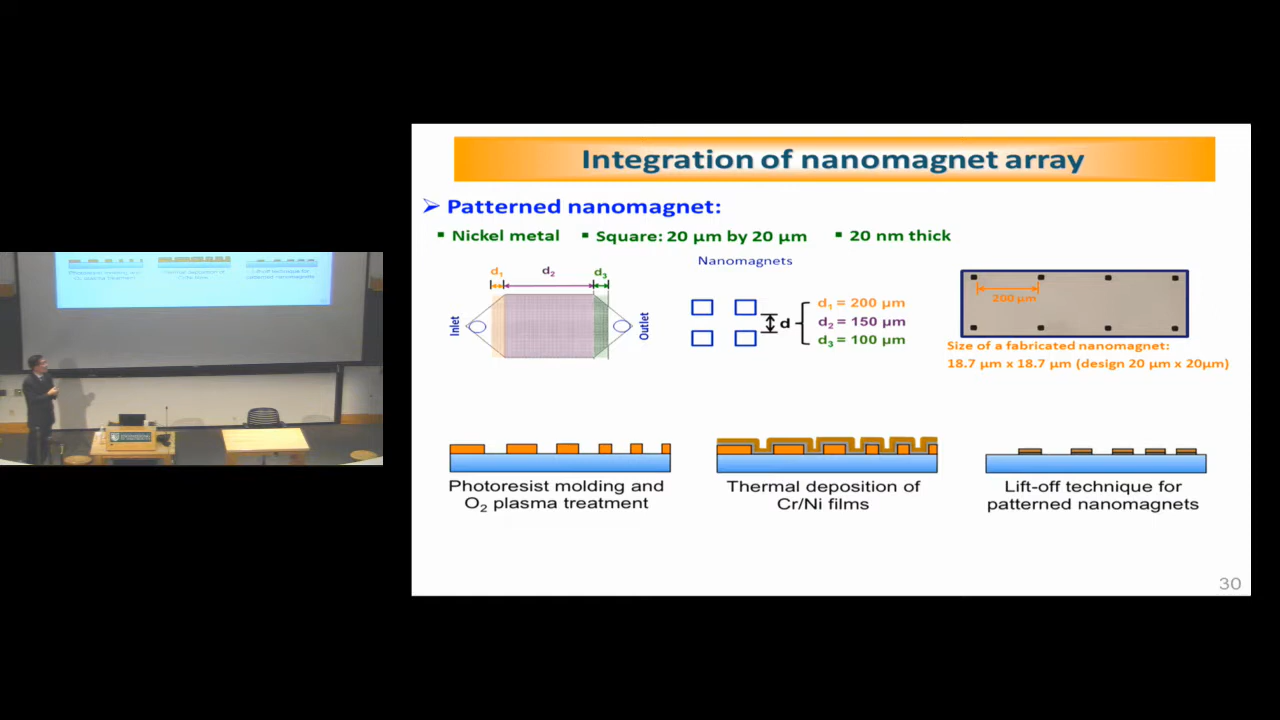 Integration of nanomagnet array
➢ Patterned nanomagnet:
▪ Nickel metal ▪ Square: 20 µm by 20 µm ▪ 20 nm thick
Nanomagnets
d₁ d₂ d₃
Inlet
Outlet
d
d₁ = 200 µm
d₂ = 150 µm
d₃ = 100 µm
200 µm
Size of a fabricated nanomagnet:
18.7 µm x 18.7 µm (design 20 µm x 20µm)
Photoresist molding and
O₂ plasma treatment
Thermal deposition of
Cr/Ni films
Lift-off technique for
patterned nanomagnets
30